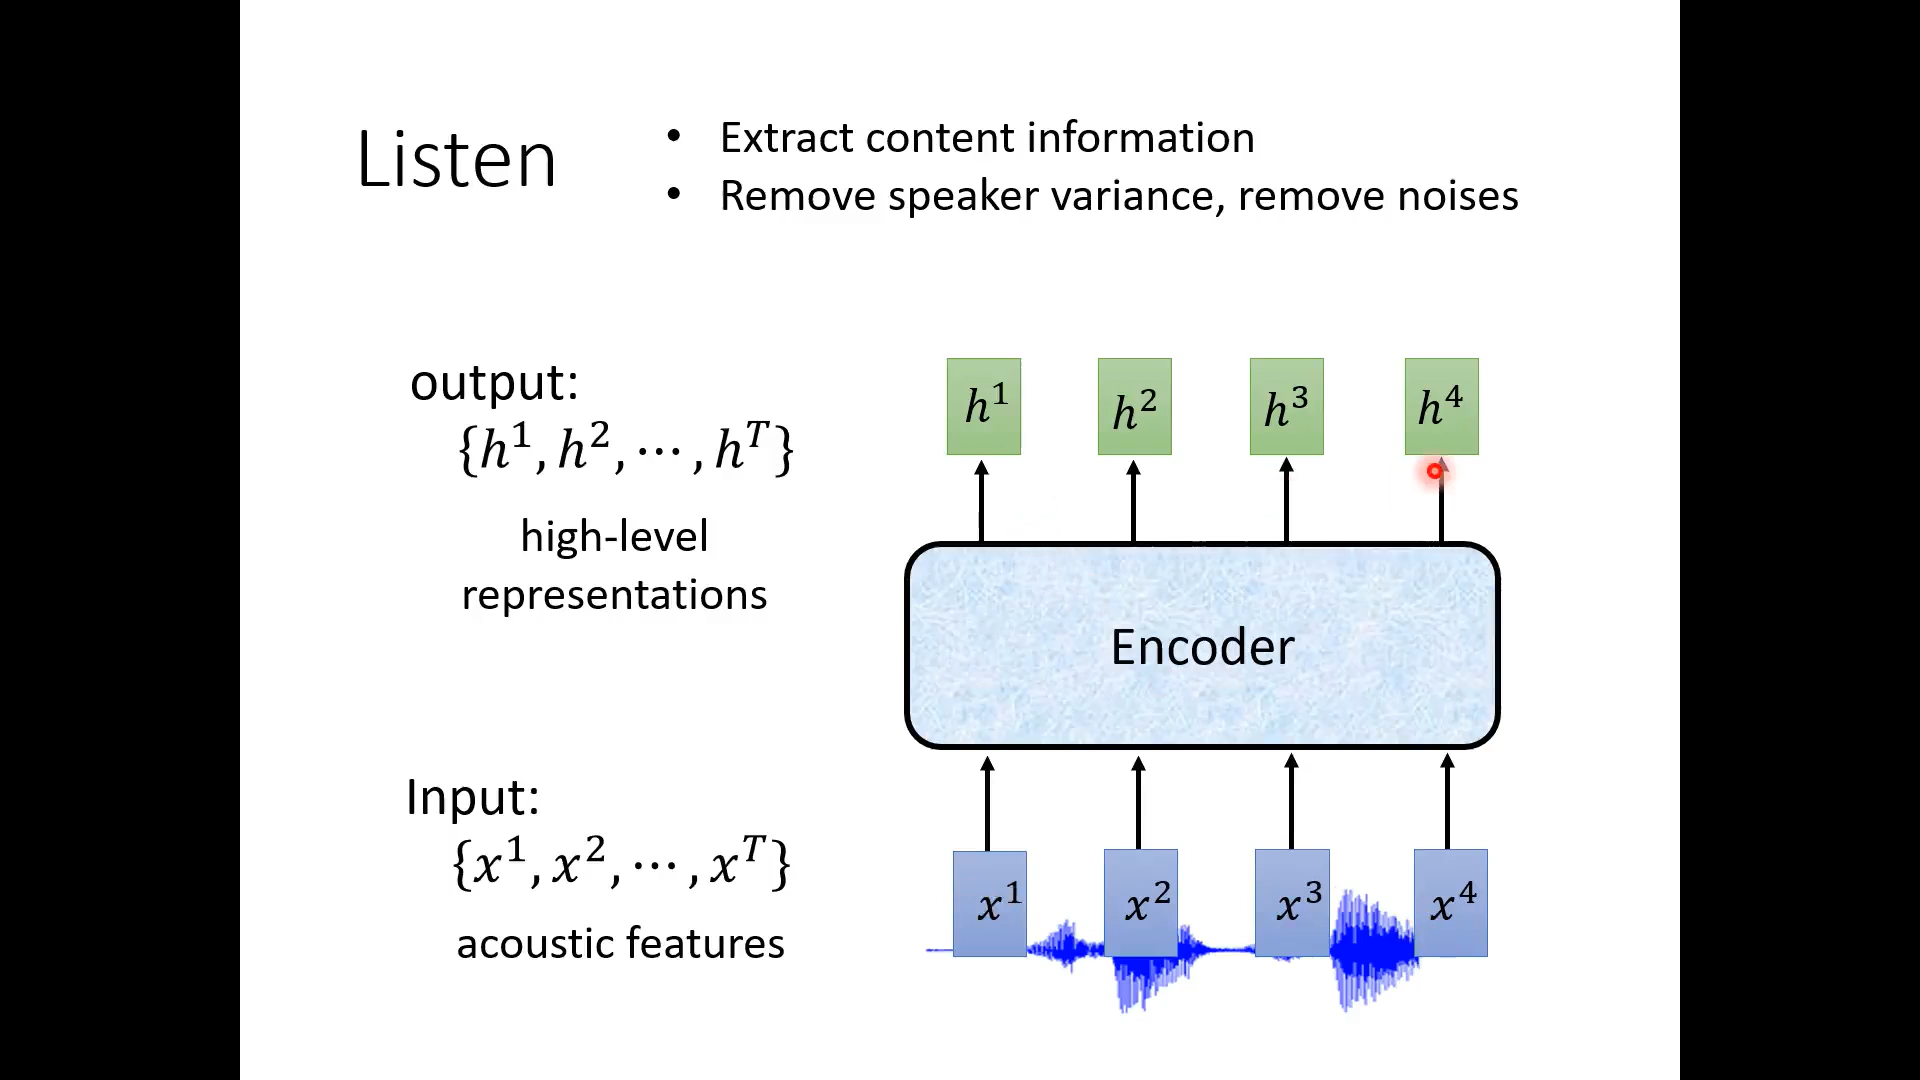 Listen
• Extract content information
• Remove speaker variance, remove noises
output:
{h¹, h², ⋯, hᵀ}
high-level
representations
h¹ h² h³ h⁴
Encoder
Input:
{x¹, x², ⋯, xᵀ}
acoustic features
x¹ x² x³ x⁴